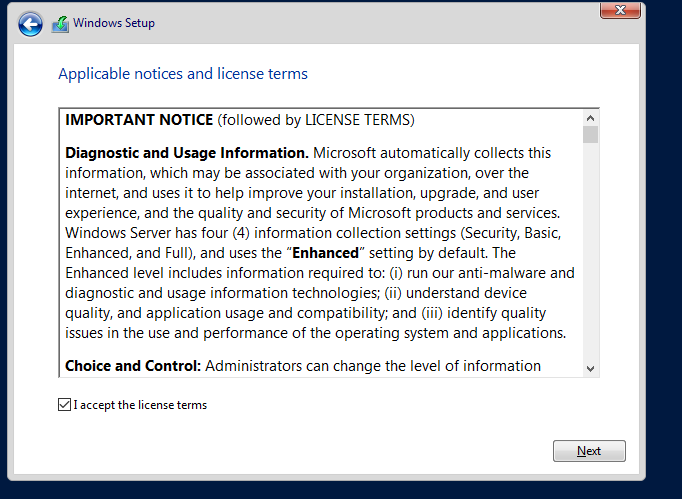 Windows Setup
Applicable notices and license terms
IMPORTANT NOTICE (followed by LICENSE TERMS)
Diagnostic and Usage Information. Microsoft automatically collects this
information, which may be associated with your organization, over the
internet, and uses it to help improve your installation, upgrade, and user
experience, and the quality and security of Microsoft products and services.
Windows Server has four (4) information collection settings (Security, Basic,
Enhanced, and Full), and uses the “Enhanced” setting by default. The
Enhanced level includes information required to: (i) run our anti-malware and
diagnostic and usage information technologies; (ii) understand device
quality, and application usage and compatibility; and (iii) identify quality
issues in the use and performance of the operating system and applications.
Choice and Control: Administrators can change the level of information
I accept the license terms
Next